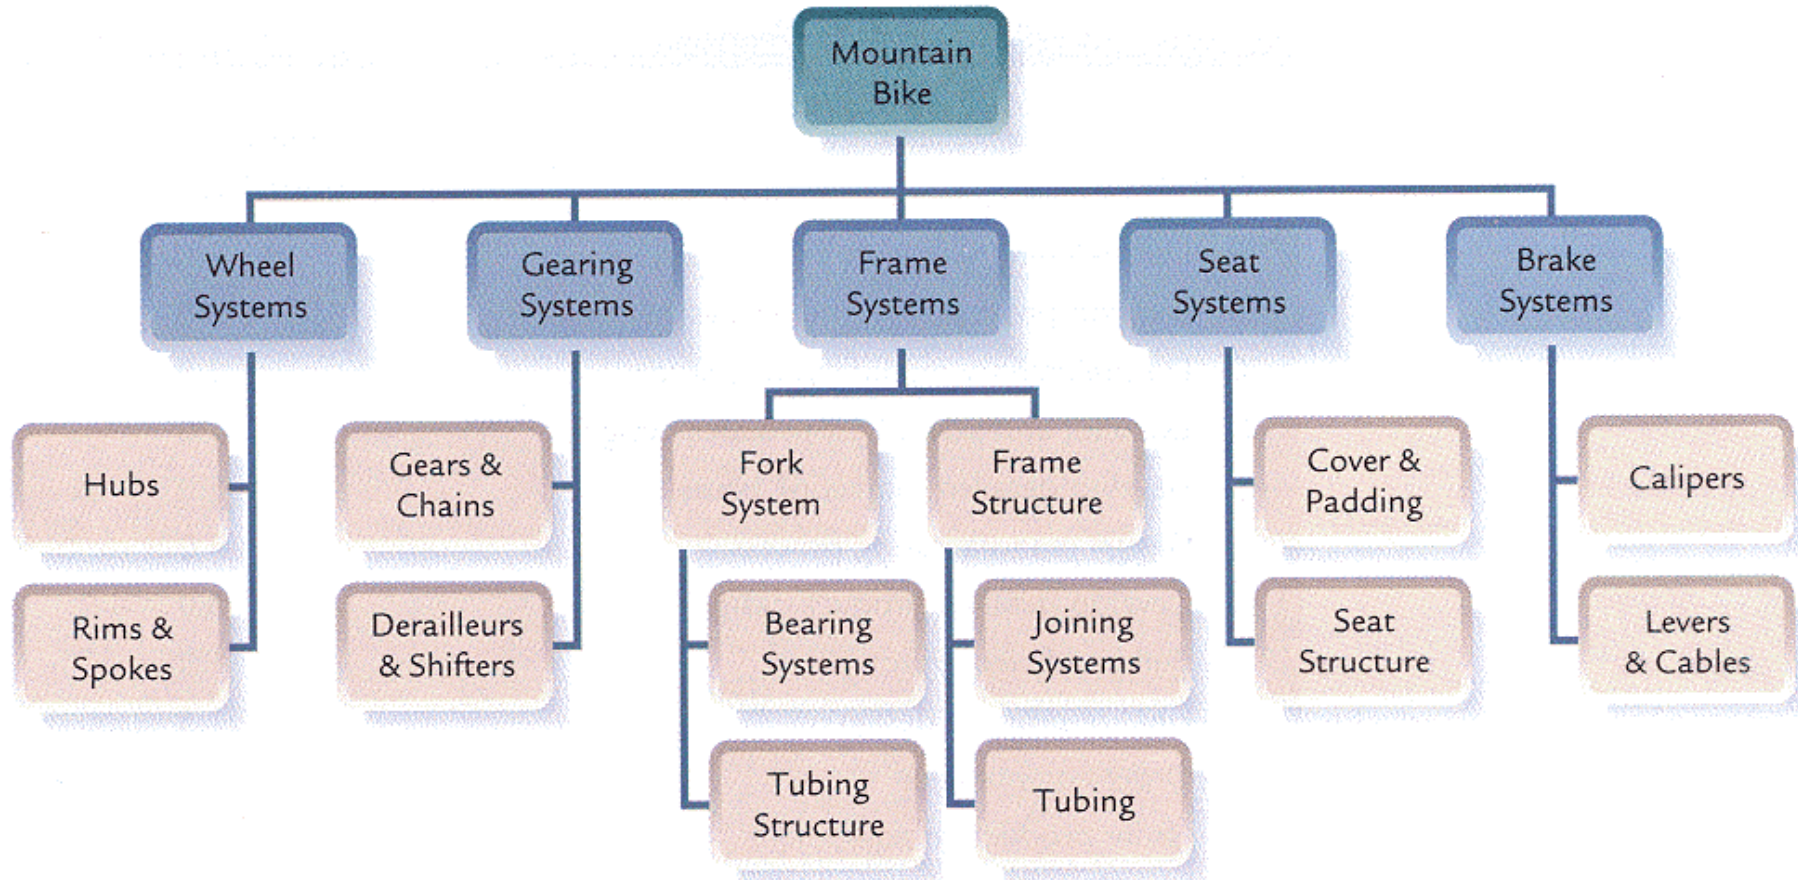 Mountain
Bike
Wheel
Systems
Gearing
Systems
Frame
Systems
Seat
Systems
Brake
Systems
Hubs
Gears &
Chains
Fork
System
Frame
Structure
Cover &
Padding
Calipers
Rims &
Spokes
Derailleurs
& Shifters
Bearing
Systems
Joining
Systems
Seat
Structure
Levers
& Cables
Tubing
Structure
Tubing